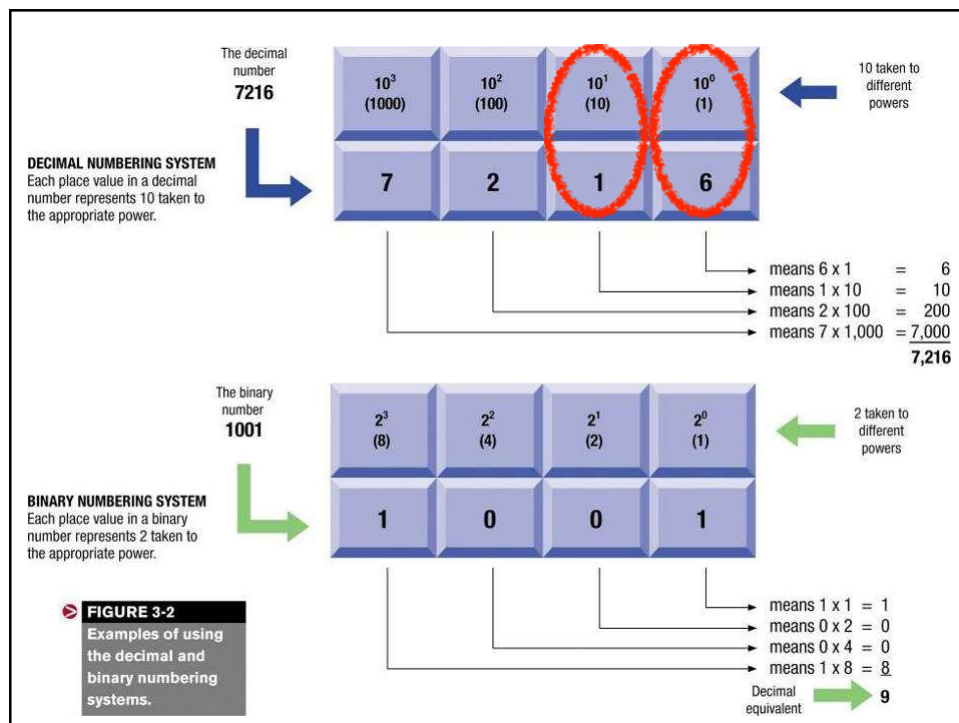 The decimal
number
7216
10³
(1000)
10²
(100)
10¹
(10)
10⁰
(1)
10 taken to
different
powers
DECIMAL NUMBERING SYSTEM
Each place value in a decimal
number represents 10 taken to
the appropriate power.
7 2 1 6
means 6 x 1 = 6
means 1 x 10 = 10
means 2 x 100 = 200
means 7 x 1,000 = 7,000
7,216
The binary
number
1001
2³
(8)
2²
(4)
2¹
(2)
2⁰
(1)
2 taken to
different
powers
BINARY NUMBERING SYSTEM
Each place value in a binary
number represents 2 taken to
the appropriate power.
1 0 0 1
means 1 x 1 = 1
means 0 x 2 = 0
means 0 x 4 = 0
means 1 x 8 = 8
Decimal
equivalent
9
FIGURE 3-2
Examples of using
the decimal and
binary numbering
systems.